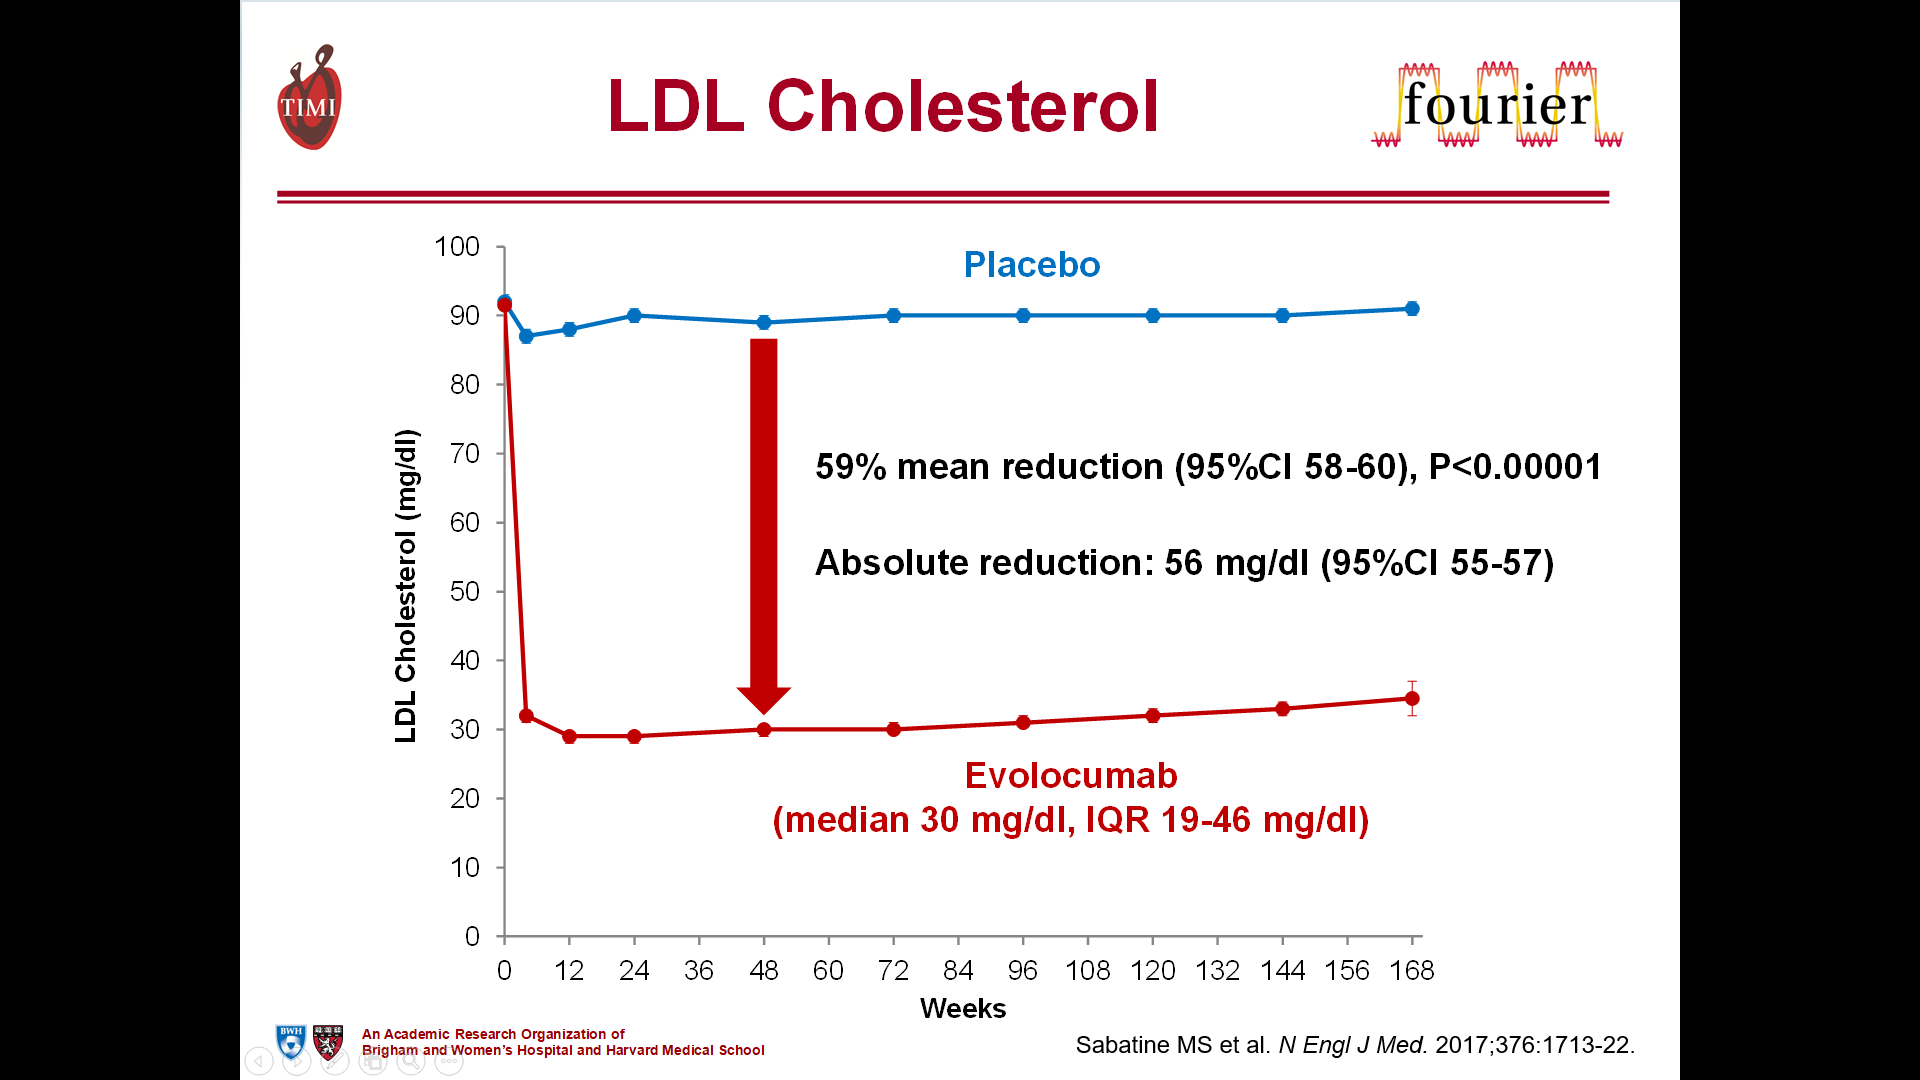 TIMI
LDL Cholesterol
fourier
100
90
80
70
60
50
40
30
20
10
0
LDL Cholesterol (mg/dl)
Placebo
59% mean reduction (95%CI 58-60), P<0.00001
Absolute reduction: 56 mg/dl (95%CI 55-57)
Evolocumab
(median 30 mg/dl, IQR 19-46 mg/dl)
0 12 24 36 48 60 72 84 96 108 120 132 144 156 168
Weeks
BWH
An Academic Research Organization of
Brigham and Women's Hospital and Harvard Medical School
Sabatine MS et al. N Engl J Med. 2017;376:1713-22.